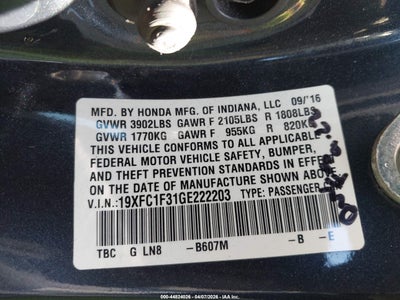 MFD. BY HONDA MFG. OF INDIANA, LLC 09/'16
GVWR 3902LBS GAWR F 2105LBS R 1808LBS
GVWR 1770KG GAWR F 955KG R 820KG
THIS VEHICLE CONFORMS TO ALL APPLICABLE
FEDERAL MOTOR VEHICLE SAFETY, BUMPER,
AND THEFT PREVENTION STANDARDS IN EFFECT
ON THE DATE OF MANUFACTURE SHOWN ABOVE.
V.I.N.: 19XFC1F31GE222203 TYPE: PASSENGER
TBC G LN8 -B607M -B -E
000-44824026 - 04/07/2026 - IAA, Inc.